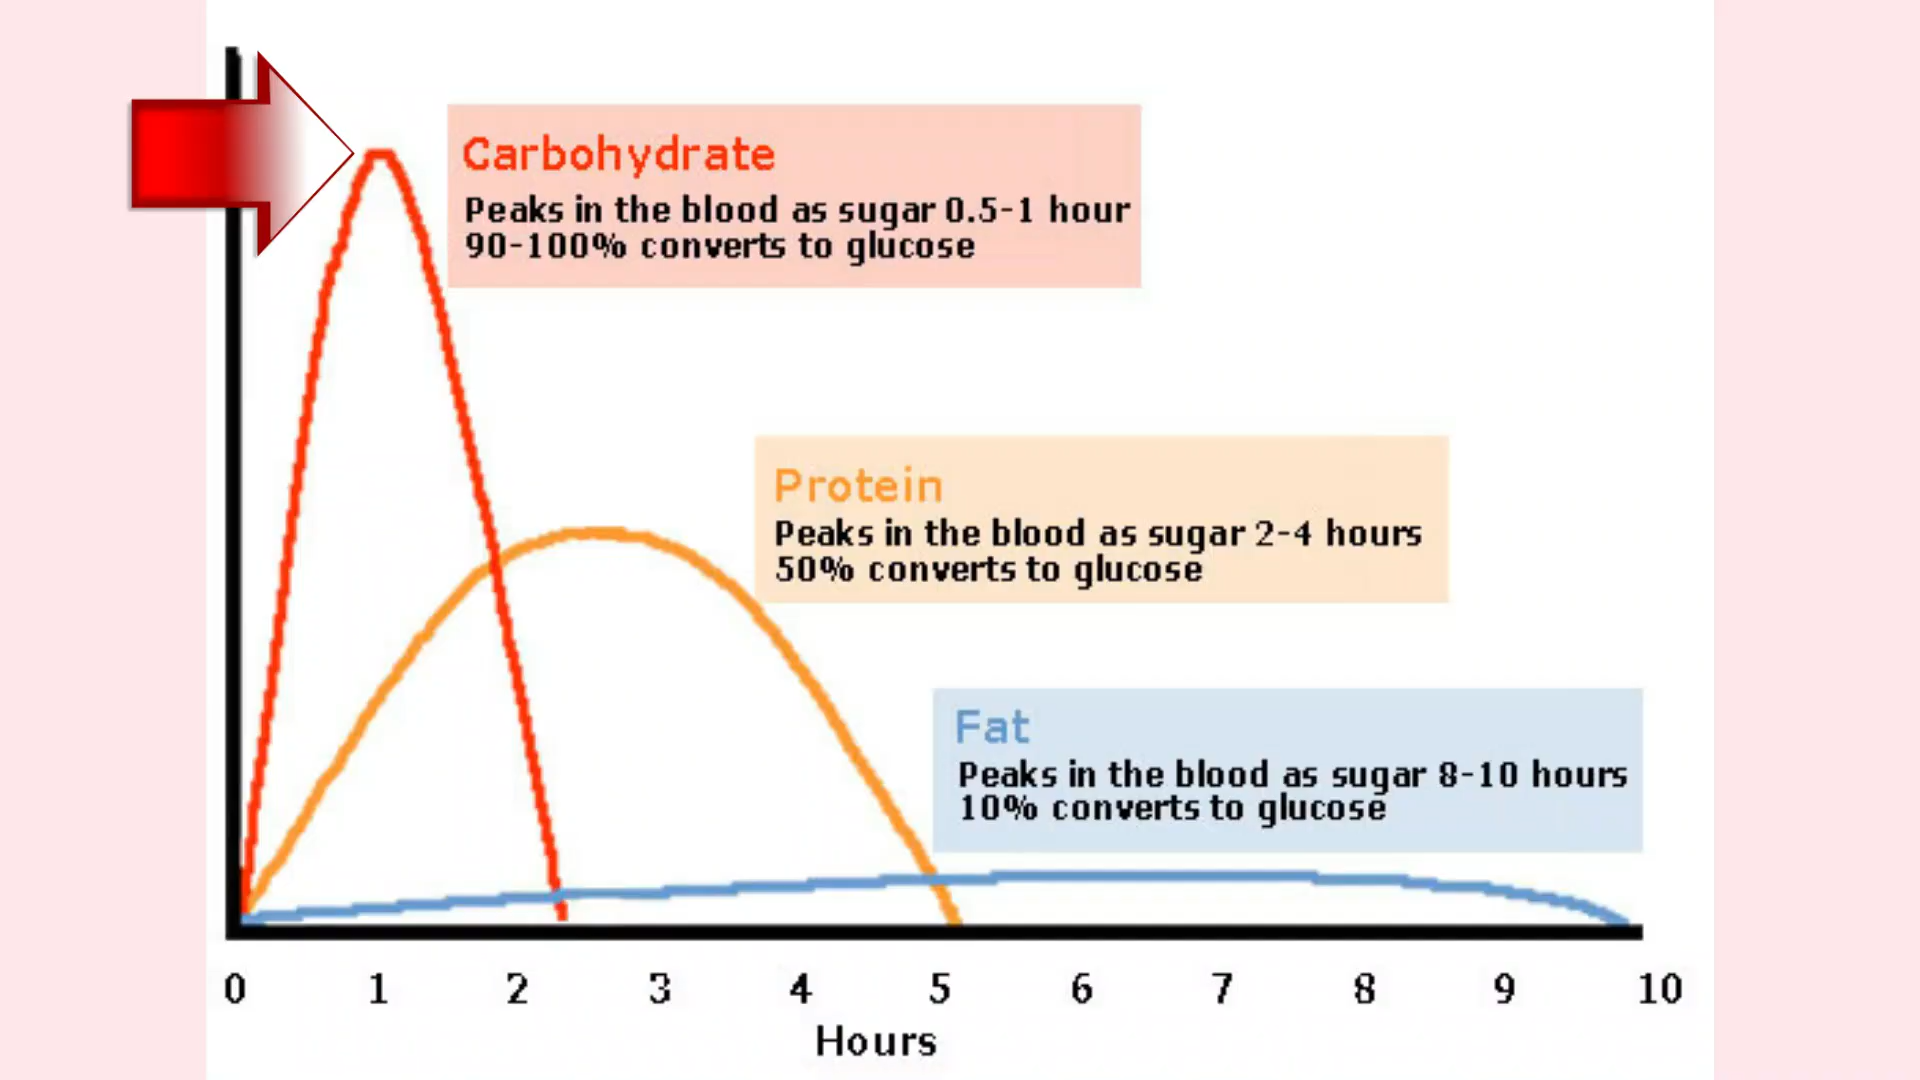 Carbohydrate
Peaks in the blood as sugar 0.5-1 hour
90-100% converts to glucose
Protein
Peaks in the blood as sugar 2-4 hours
50% converts to glucose
Fat
Peaks in the blood as sugar 8-10 hours
10% converts to glucose
0 1 2 3 4 5 6 7 8 9 10
Hours